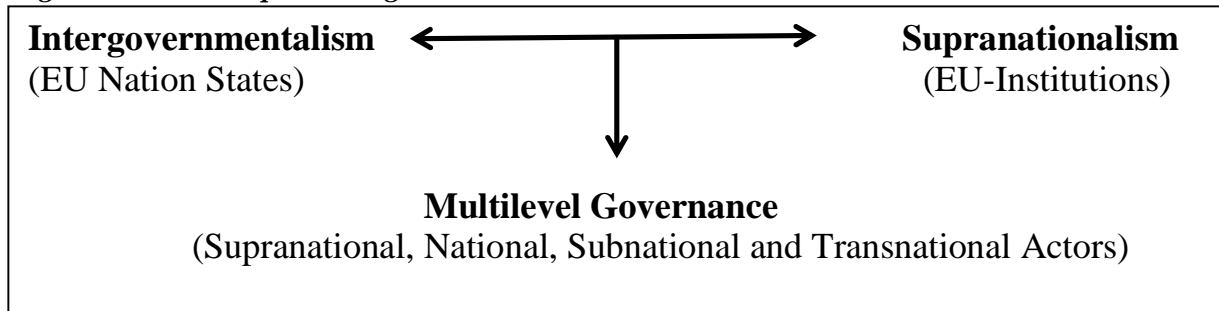 Intergovernmentalism Supranationalism
(EU Nation States) (EU-Institutions)
Multilevel Governance
(Supranational, National, Subnational and Transnational Actors)